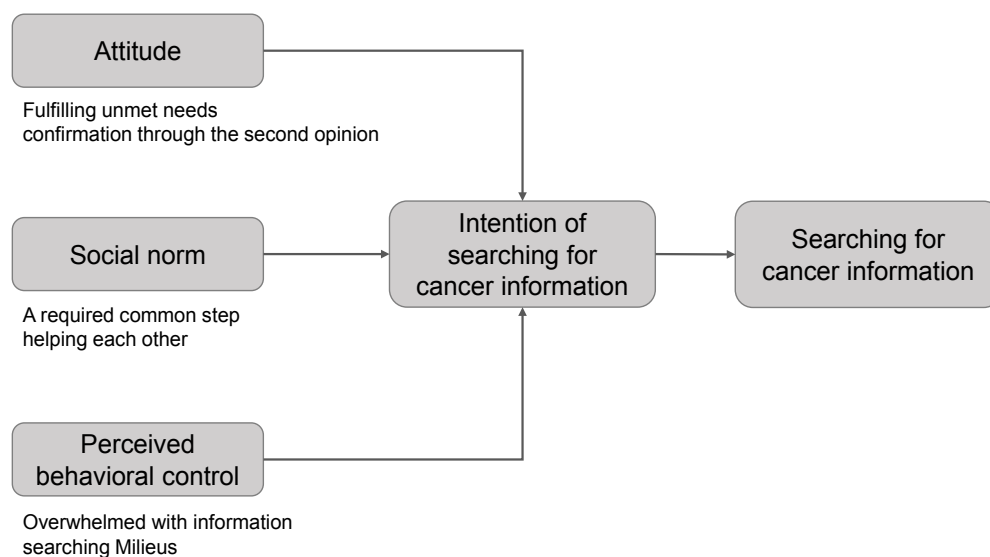 Attitude
Fulfilling unmet needs
confirmation through the second opinion
Social norm
A required common step
helping each other
Perceived
behavioral control
Overwhelmed with information
searching Milieus
Intention of
searching for
cancer information
Searching for
cancer information